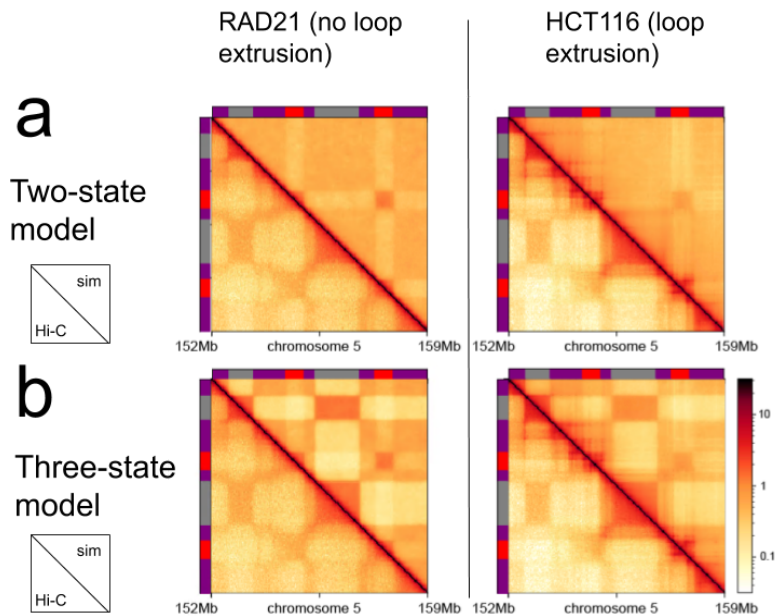 RAD21 (no loop
extrusion)
HCT116 (loop
extrusion)
a
Two-state
model
sim
Hi-C
152Mb chromosome 5 159Mb
152Mb chromosome 5 159Mb
b
Three-state
model
sim
Hi-C
10
1
0.1
152Mb chromosome 5 159Mb
152Mb chromosome 5 159Mb